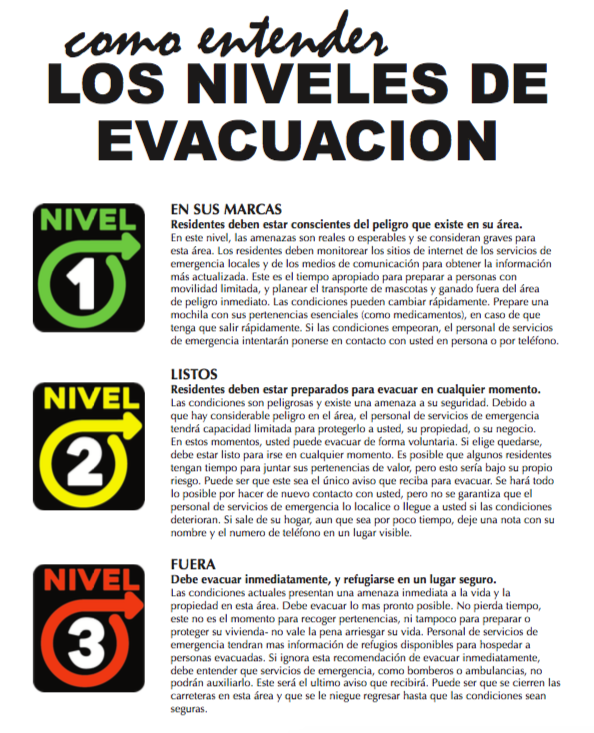 como entender
LOS NIVELES DE
EVACUACION
NIVEL
1
EN SUS MARCAS
Residentes deben estar conscientes del peligro que existe en su área.
En este nivel, las amenazas son reales o esperables y se consideran graves para
esta área. Los residentes deben monitorear los sitios de internet de los servicios de
emergencia locales y de los medios de comunicación para obtener la información
más actualizada. Este es el tiempo apropiado para preparar a personas con
movilidad limitada, y planear el transporte de mascotas y ganado fuera del área
de peligro inmediato. Las condiciones pueden cambiar rápidamente. Prepare una
mochila con sus pertenencias esenciales (como medicamentos), en caso de que
tenga que salir rápidamente. Si las condiciones empeoran, el personal de servicios
de emergencia intentarán ponerse en contacto con usted en persona o por teléfono.
NIVEL
2
LISTOS
Residentes deben estar preparados para evacuar en cualquier momento.
Las condiciones son peligrosas y existe una amenaza a su seguridad. Debido a
que hay considerable peligro en el área, el personal de servicios de emergencia
tendrá capacidad limitada para protegerlo a usted, su propiedad, o su negocio.
En estos momentos, usted puede evacuar de forma voluntaria. Si elige quedarse,
debe estar listo para irse en cualquier momento. Es posible que algunos residentes
tengan tiempo para juntar sus pertenencias de valor, pero esto sería bajo su propio
riesgo. Puede ser que este sea el único aviso que reciba para evacuar. Se hará todo
lo posible por hacer de nuevo contacto con usted, pero no se garantiza que el
personal de servicios de emergencia lo localice o llegue a usted si las condiciones
deterioran. Si sale de su hogar, aun que sea por poco tiempo, deje una nota con su
nombre y el numero de teléfono en un lugar visible.
NIVEL
3
FUERA
Debe evacuar inmediatamente, y refugiarse en un lugar seguro.
Las condiciones actuales presentan una amenaza inmediata a la vida y la
propiedad en esta área. Debe evacuar lo mas pronto posible. No pierda tiempo,
este no es el momento para recoger pertenencias, ni tampoco para preparar o
proteger su vivienda- no vale la pena arriesgar su vida. Personal de servicios de
emergencia tendran mas información de refugios disponibles para hospedar a
personas evacuadas. Si ignora esta recomendación de evacuar inmediatamente,
debe entender que servicios de emergencia, como bomberos o ambulancias, no
podrán auxiliarlo. Este será el ultimo aviso que recibirá. Puede ser que se cierren las
carreteras en esta área y que se le niegue regresar hasta que las condiciones sean
seguras.